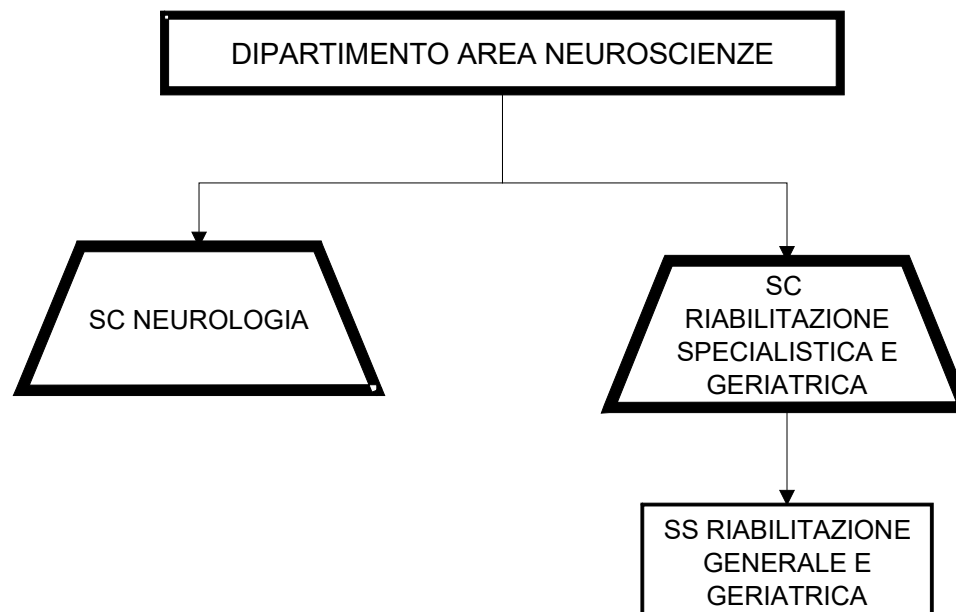 DIPARTIMENTO AREA NEUROSCIENZE
SC NEUROLOGIA
SC
RIABILITAZIONE
SPECIALISTICA E
GERIATRICA
SS RIABILITAZIONE
GENERALE E
GERIATRICA